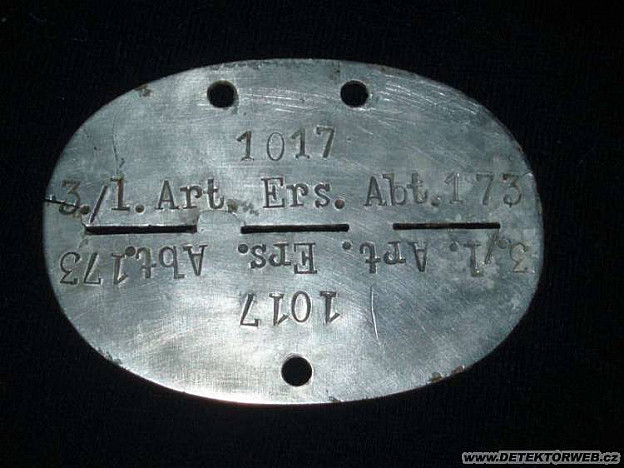 1017
3./l. Art. Ers. Abt. 173
3./l. Art. Ers. Abt. 173
1017
www.DETEKTORWEB.cz